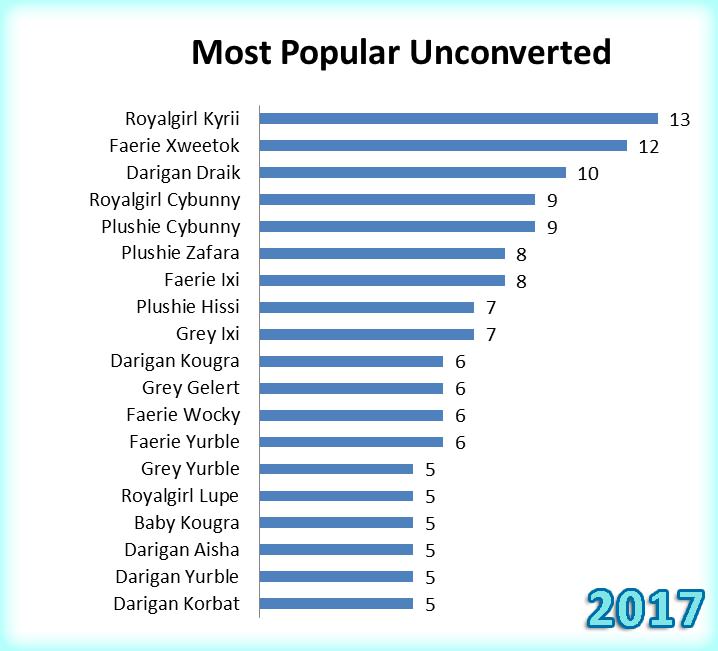 Most Popular Unconverted
Royalgirl Kyrii 13
Faerie Xweetok 12
Darigan Draik 10
Royalgirl Cybunny 9
Plushie Cybunny 9
Plushie Zafara 8
Faerie Ixi 8
Plushie Hissi 7
Grey Ixi 7
Darigan Kougra 6
Grey Gelert 6
Faerie Wocky 6
Faerie Yurble 6
Grey Yurble 5
Royalgirl Lupe 5
Baby Kougra 5
Darigan Aisha 5
Darigan Yurble 5
Darigan Korbat 5
2017